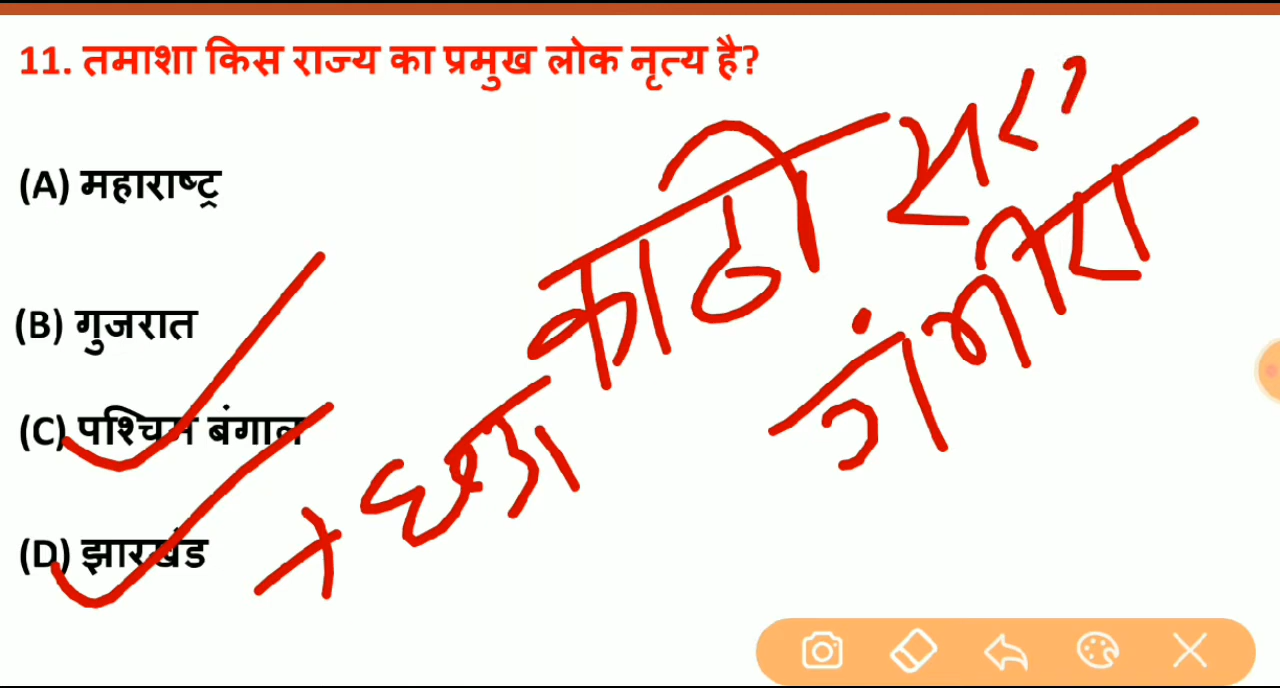 11. तमाशा किस राज्य का प्रमुख लोक नृत्य है?
(A) महाराष्ट्र
(B) गुजरात
(C) पश्चिम बंगाल
(D) झारखंड
काठी